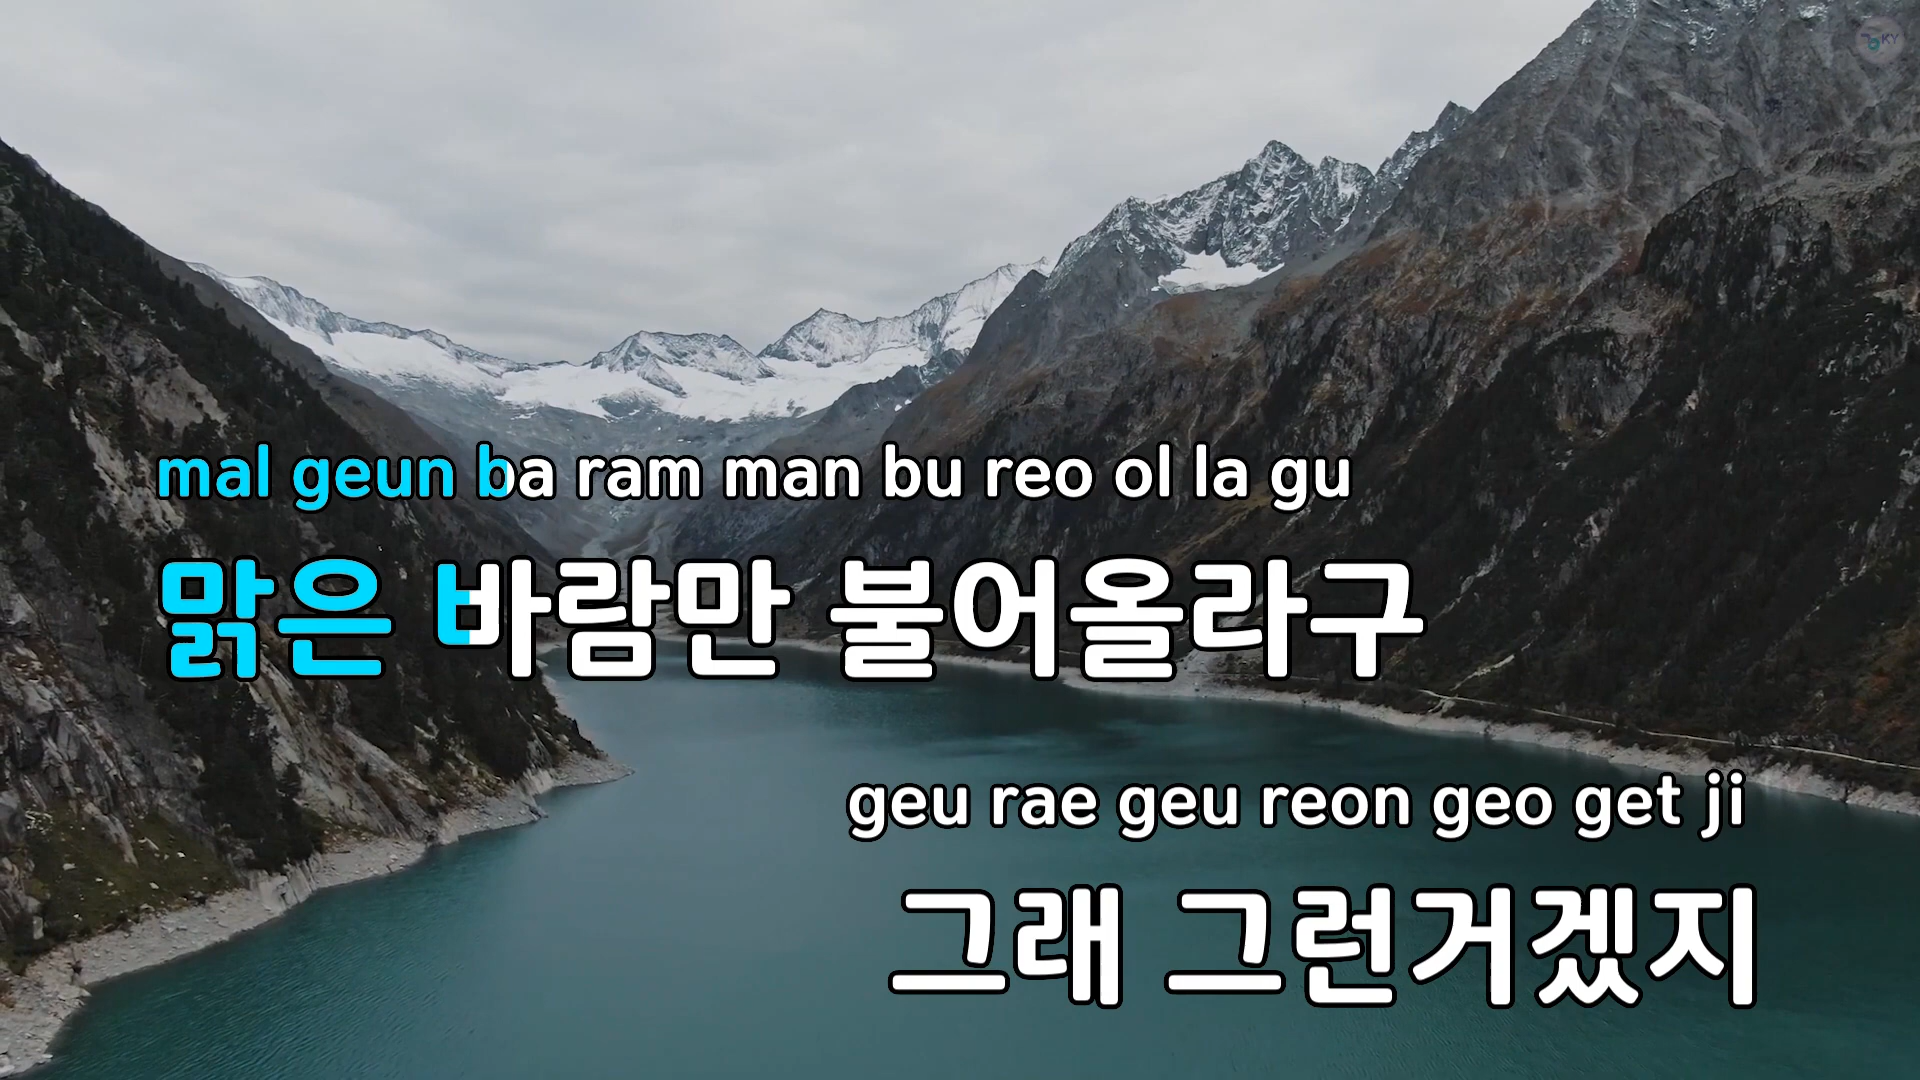 KY
mal geun ba ram man bu reo ol la gu
맑은 바람만 불어올라구
geu rae geu reon geo get ji
그래 그런거겠지